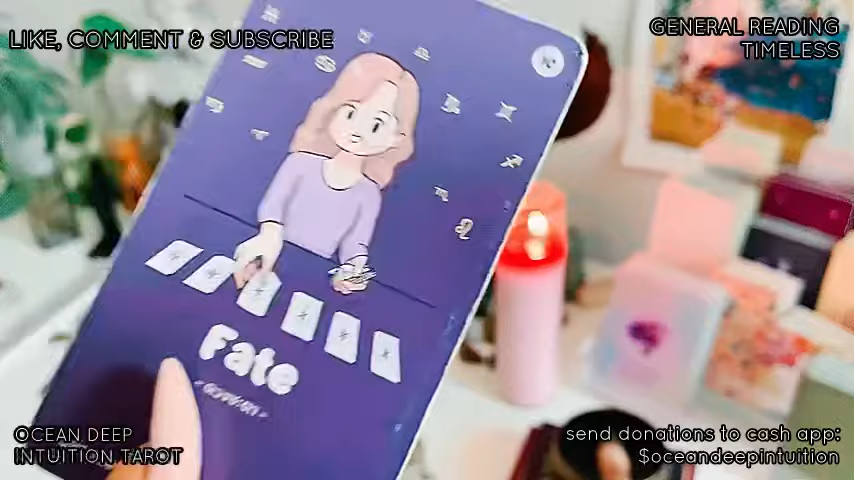 LIKE, COMMENT & SUBSCRIBE
GENERAL READING
TIMELESS
Fate
OCEAN DEEP
INTUITION TAROT
send donations to cash app:
$oceandeepintuition